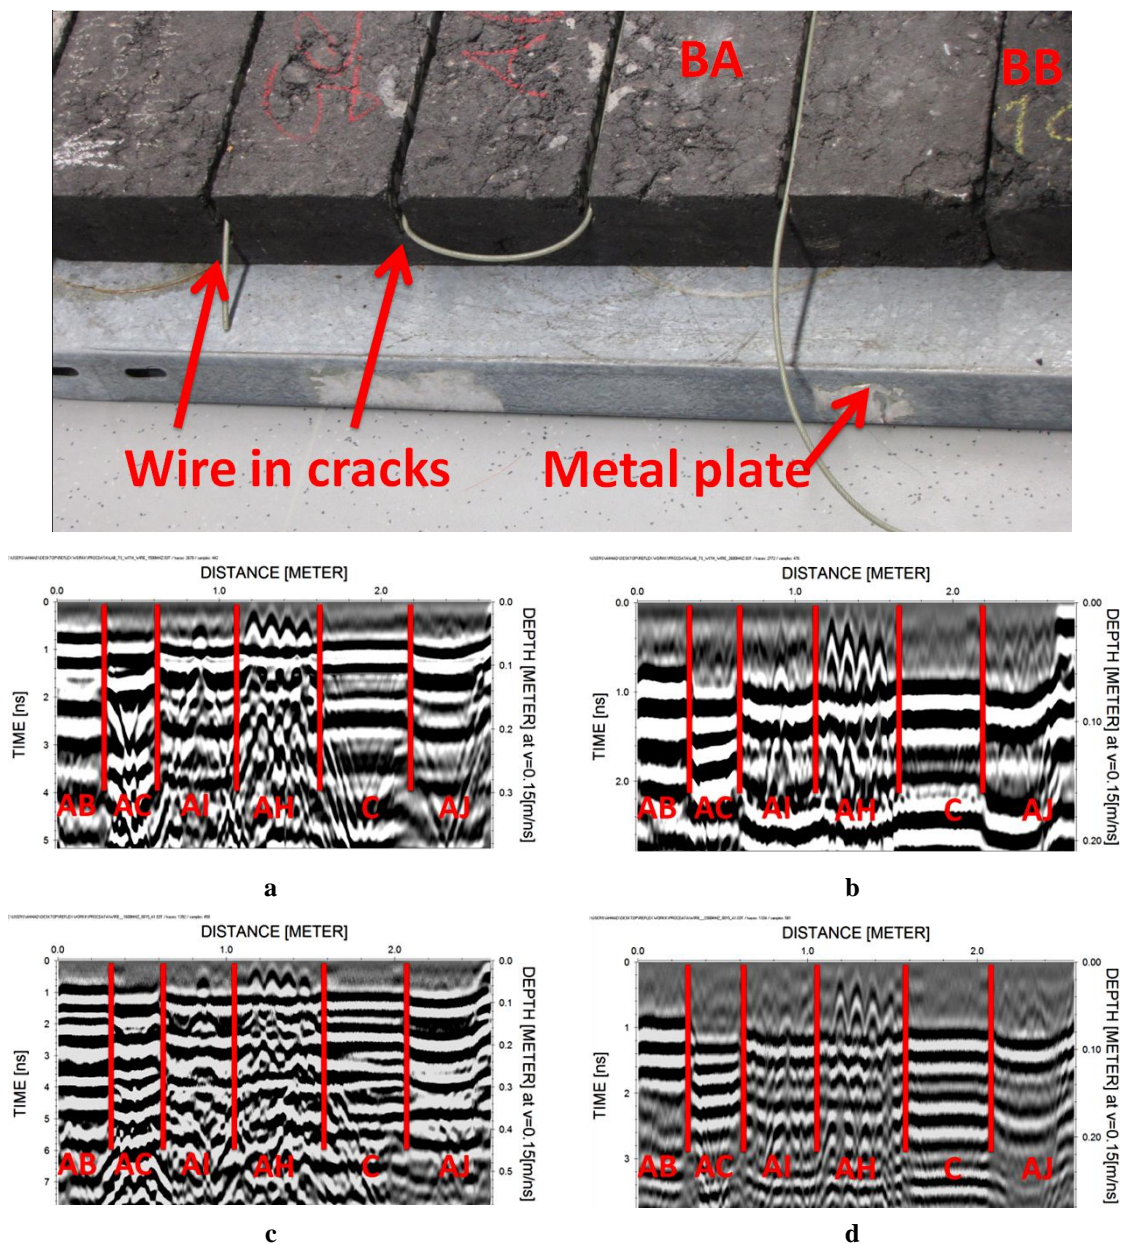 BA
BB
Wire in cracks
Metal plate
DISTANCE [METER]
0.0 1.0 2.0
TIME [ns]
0
1
2
3
4
5
DEPTH [METER] at v=0.15[m/ns]
0.0
0.1
0.2
0.3
AB AC AI AH C AJ
a
DISTANCE [METER]
0.0 1.0 2.0
TIME [ns]
0.0
1.0
2.0
DEPTH [METER] at v=0.15[m/ns]
0.00
0.10
0.20
AB AC AI AH C AJ
b
DISTANCE [METER]
0.0 1.0 2.0
TIME [ns]
0
1
2
3
4
5
6
7
DEPTH [METER] at v=0.15[m/ns]
0.0
0.1
0.2
0.3
0.4
0.5
AB AC AI AH C AJ
c
DISTANCE [METER]
0.0 1.0 2.0
TIME [ns]
0
1
2
3
DEPTH [METER] at v=0.15[m/ns]
0.00
0.10
0.20
AB AC AI AH C AJ
d